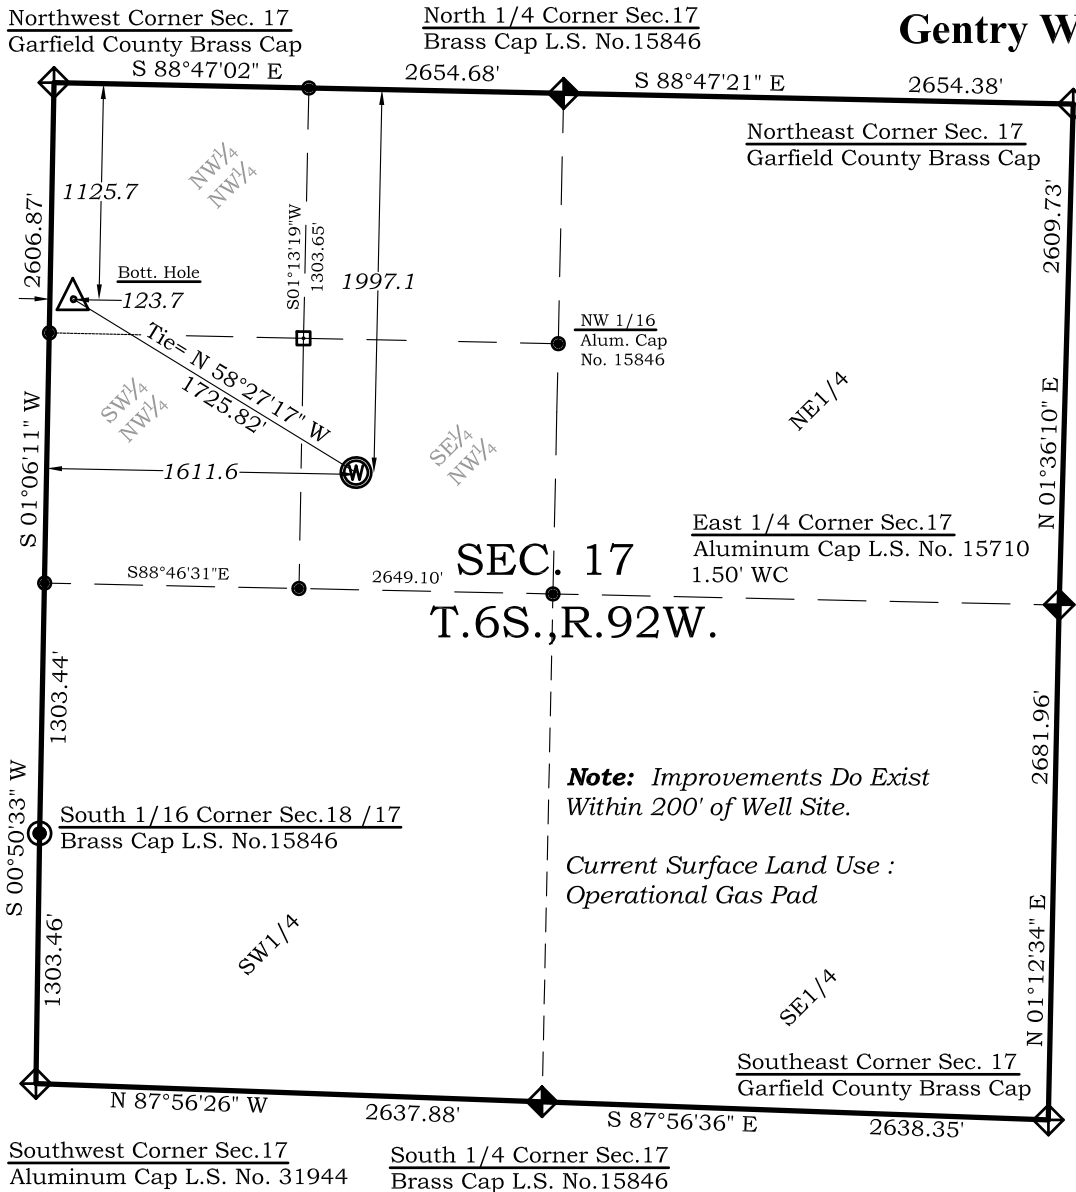 Northwest Corner Sec. 17
Garfield County Brass Cap
North 1/4 Corner Sec.17
Brass Cap L.S. No.15846
Gentry W
S 88°47'02" E
2654.68'
S 88°47'21" E
2654.38'
Northeast Corner Sec. 17
Garfield County Brass Cap
NW¼
NW¼
1125.7
2606.87'
S01°13'19"W
1303.65'
1997.1
2609.73'
Bott. Hole
123.7
NW 1/16
Alum. Cap
No. 15846
Tie= N 58°27'17" W
1725.82'
SW¼
NW¼
SE¼
NW¼
NE1/4
S 01°06'11" W
N 01°36'10" E
1611.6
W
East 1/4 Corner Sec.17
Aluminum Cap L.S. No. 15710
1.50' WC
S88°46'31"E
2649.10'
SEC. 17
T.6S.,R.92W.
1303.44'
2681.96'
Note: Improvements Do Exist
Within 200' of Well Site.
Current Surface Land Use :
Operational Gas Pad
S 00°50'33" W
South 1/16 Corner Sec.18 /17
Brass Cap L.S. No.15846
1303.46'
SW1/4
SE1/4
N 01°12'34" E
Southeast Corner Sec. 17
Garfield County Brass Cap
N 87°56'26" W
2637.88'
S 87°56'36" E
2638.35'
Southwest Corner Sec.17
Aluminum Cap L.S. No. 31944
South 1/4 Corner Sec.17
Brass Cap L.S. No.15846